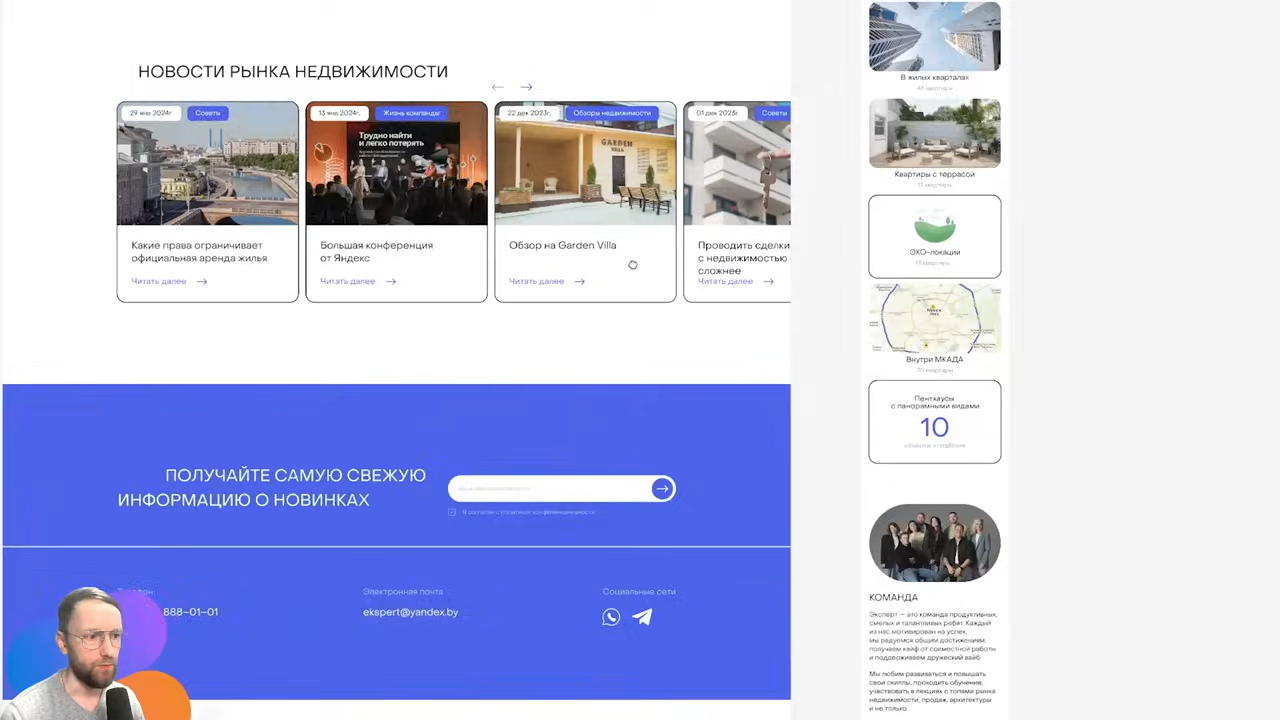 НОВОСТИ РЫНКА НЕДВИЖИМОСТИ
29 янв 2024г.
Советы
Какие права ограничивает
официальная аренда жилья
Читать далее
13 янв 2024г.
Жизнь компании
Трудно найти
и легко потерять
Большая конференция
от Яндекс
Читать далее
22 дек 2023г.
Обзоры недвижимости
GARDEN
VILLA
Обзор на Garden Villa
Читать далее
01 дек 2023г.
Советы
Проводить сделки
с недвижимостью
сложнее
Читать далее
ПОЛУЧАЙТЕ САМУЮ СВЕЖУЮ
ИНФОРМАЦИЮ О НОВИНКАХ
Я согласен с политикой конфиденциальности
888–01–01
Электронная почта
ekspert@yandex.by
Социальные сети
В жилых кварталах
Квартиры с террасой
ЭКО-локации
Внутри МКАДА
Пентхаусы
с панорамными видами
10
КОМАНДА
Эксперт — это команда продуктивных,
смелых и талантливых ребят. Каждый
из нас мотивирован на успех,
мы радуемся общим достижениям,
получаем кайф от совместной работы
и поддерживаем дружеский вайб.
Мы любим развиваться и повышать
свои скиллы, проходить обучение,
участвовать в лекциях с топами рынка
недвижимости, продаж, архитектуры
и не только.